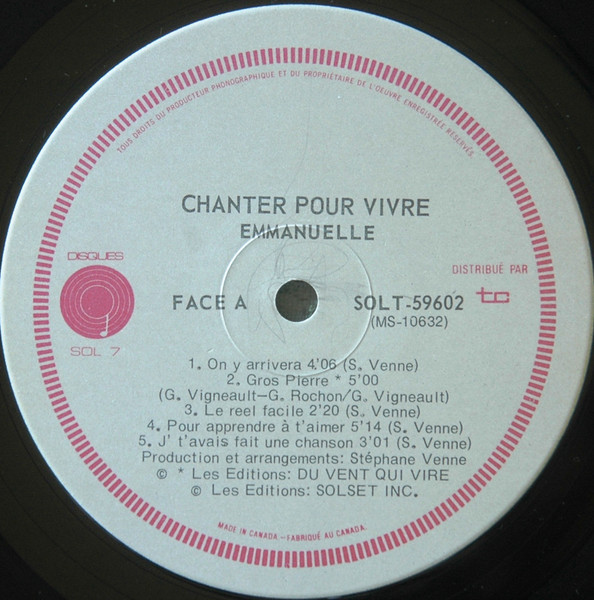 TOUS DROITS DU PRODUCTEUR PHONOGRAPHIQUE ET DU PROPRIÉTAIRE DE L'OEUVRE ENREGISTRÉE RÉSERVÉS.
CHANTER POUR VIVRE
EMMANUELLE
DISQUES
SOL 7
FACE A
DISTRIBUÉ PAR
tc
SOLT-59602
(MS-10632)
1. On y arrivera 4'06 (S. Venne)
2. Gros Pierre * 5'00
(G. Vigneault-G. Rochon/G. Vigneault)
3. Le reel facile 2'20 (S. Venne)
4. Pour apprendre à t'aimer 5'14 (S. Venne)
5. J' t'avais fait une chanson 3'01 (S. Venne)
Production et arrangements: Stéphane Venne
© * Les Editions: DU VENT QUI VIRE
© Les Editions: SOLSET INC.
MADE IN CANADA - FABRIQUÉ AU CANADA.